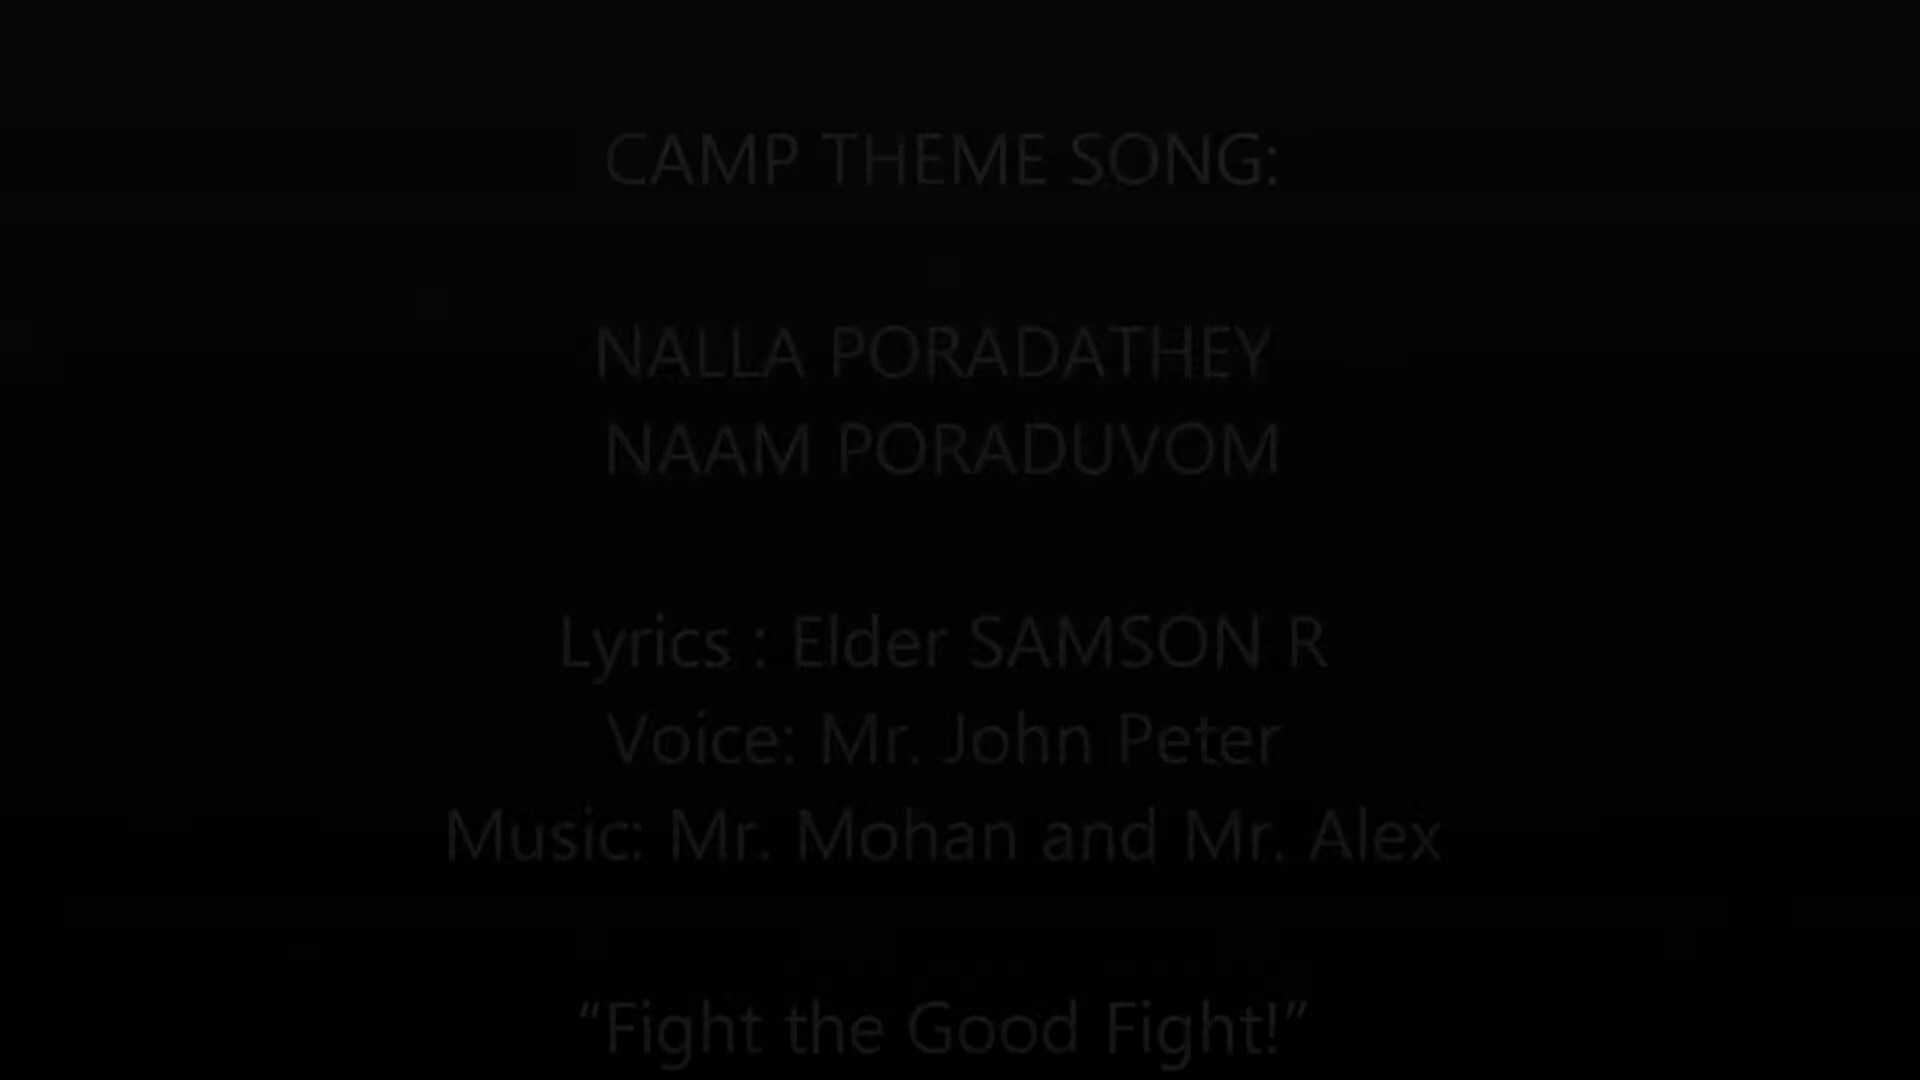 CAMP THEME SONG:
NALLA PORADATHEY
NAAM PORADUVOM
Lyrics : Elder SAMSON R
Voice: Mr. John Peter
Music: Mr. Mohan and Mr. Alex
“Fight the Good Fight!”